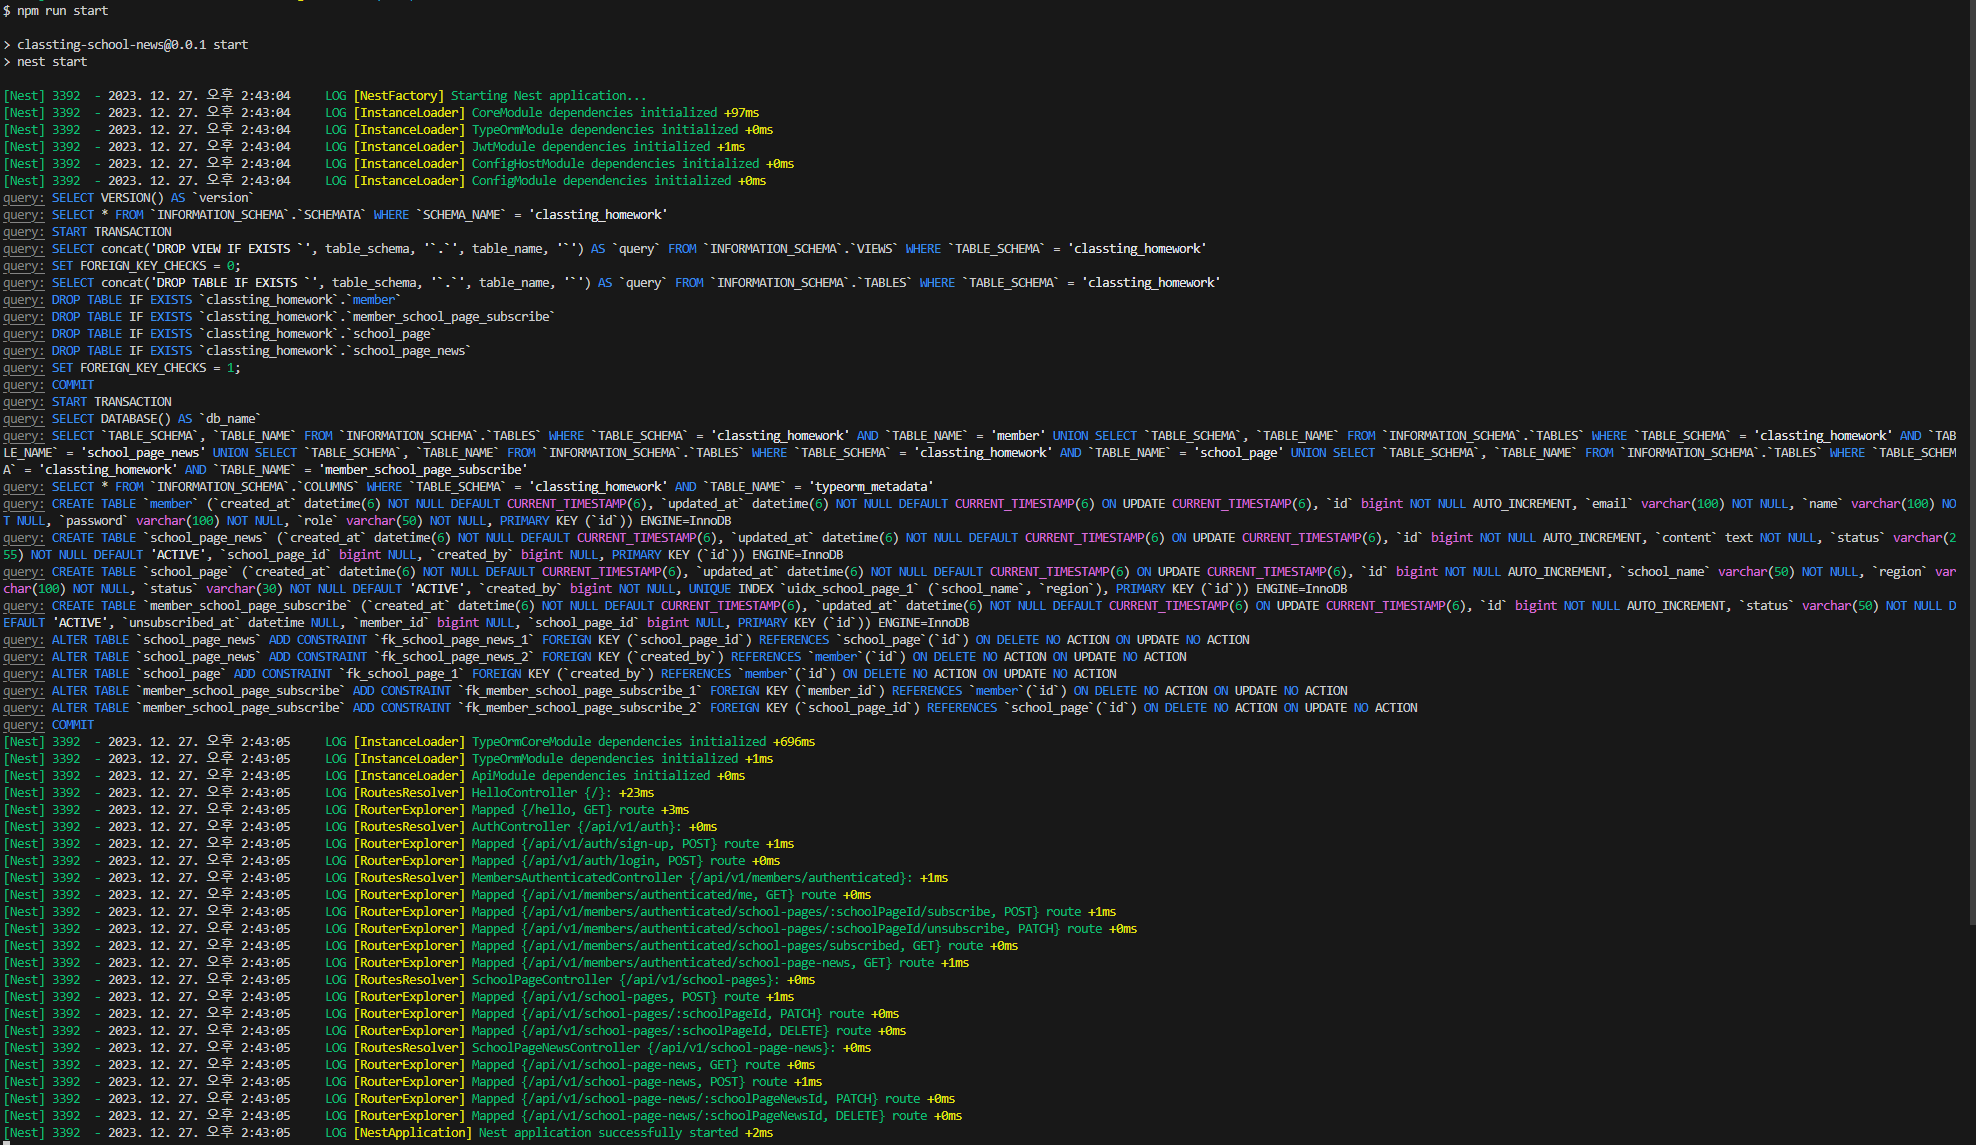 $ npm run start
> classting-school-news@0.0.1 start
> nest start
[Nest] 3392  - 2023. 12. 27. 오후 2:43:04     LOG [NestFactory] Starting Nest application...
[Nest] 3392  - 2023. 12. 27. 오후 2:43:04     LOG [InstanceLoader] CoreModule dependencies initialized +97ms
[Nest] 3392  - 2023. 12. 27. 오후 2:43:04     LOG [InstanceLoader] TypeOrmModule dependencies initialized +0ms
[Nest] 3392  - 2023. 12. 27. 오후 2:43:04     LOG [InstanceLoader] JwtModule dependencies initialized +1ms
[Nest] 3392  - 2023. 12. 27. 오후 2:43:04     LOG [InstanceLoader] ConfigHostModule dependencies initialized +0ms
[Nest] 3392  - 2023. 12. 27. 오후 2:43:04     LOG [InstanceLoader] ConfigModule dependencies initialized +0ms
query: SELECT VERSION() AS `version`
query: SELECT * FROM `INFORMATION_SCHEMA`.`SCHEMATA` WHERE `SCHEMA_NAME` = 'classting_homework'
query: START TRANSACTION
query: SELECT concat('DROP VIEW IF EXISTS `', table_schema, '`.`', table_name, '`') AS `query` FROM `INFORMATION_SCHEMA`.`VIEWS` WHERE `TABLE_SCHEMA` = 'classting_homework'
query: SET FOREIGN_KEY_CHECKS = 0;
query: SELECT concat('DROP TABLE IF EXISTS `', table_schema, '`.`', table_name, '`') AS `query` FROM `INFORMATION_SCHEMA`.`TABLES` WHERE `TABLE_SCHEMA` = 'classting_homework'
query: DROP TABLE IF EXISTS `classting_homework`.`member`
query: DROP TABLE IF EXISTS `classting_homework`.`member_school_page_subscribe`
query: DROP TABLE IF EXISTS `classting_homework`.`school_page`
query: DROP TABLE IF EXISTS `classting_homework`.`school_page_news`
query: SET FOREIGN_KEY_CHECKS = 1;
query: COMMIT
query: START TRANSACTION
query: SELECT DATABASE() AS `db_name`
query: SELECT `TABLE_SCHEMA`, `TABLE_NAME` FROM `INFORMATION_SCHEMA`.`TABLES` WHERE `TABLE_SCHEMA` = 'classting_homework' AND `TABLE_NAME` = 'member' UNION SELECT `TABLE_SCHEMA`, `TABLE_NAME` FROM `INFORMATION_SCHEMA`.`TABLES` WHERE `TABLE_SCHEMA` = 'classting_homework' AND `TAB
LE_NAME` = 'school_page_news' UNION SELECT `TABLE_SCHEMA`, `TABLE_NAME` FROM `INFORMATION_SCHEMA`.`TABLES` WHERE `TABLE_SCHEMA` = 'classting_homework' AND `TABLE_NAME` = 'school_page' UNION SELECT `TABLE_SCHEMA`, `TABLE_NAME` FROM `INFORMATION_SCHEMA`.`TABLES` WHERE `TABLE_SCHEM
A` = 'classting_homework' AND `TABLE_NAME` = 'member_school_page_subscribe'
query: SELECT * FROM `INFORMATION_SCHEMA`.`COLUMNS` WHERE `TABLE_SCHEMA` = 'classting_homework' AND `TABLE_NAME` = 'typeorm_metadata'
query: CREATE TABLE `member` (`created_at` datetime(6) NOT NULL DEFAULT CURRENT_TIMESTAMP(6), `updated_at` datetime(6) NOT NULL DEFAULT CURRENT_TIMESTAMP(6) ON UPDATE CURRENT_TIMESTAMP(6), `id` bigint NOT NULL AUTO_INCREMENT, `email` varchar(100) NOT NULL, `name` varchar(100) NO
T NULL, `password` varchar(100) NOT NULL, `role` varchar(50) NOT NULL, PRIMARY KEY (`id`)) ENGINE=InnoDB
query: CREATE TABLE `school_page_news` (`created_at` datetime(6) NOT NULL DEFAULT CURRENT_TIMESTAMP(6), `updated_at` datetime(6) NOT NULL DEFAULT CURRENT_TIMESTAMP(6) ON UPDATE CURRENT_TIMESTAMP(6), `id` bigint NOT NULL AUTO_INCREMENT, `content` text NOT NULL, `status` varchar(2
55) NOT NULL DEFAULT 'ACTIVE', `school_page_id` bigint NULL, `created_by` bigint NULL, PRIMARY KEY (`id`)) ENGINE=InnoDB
query: CREATE TABLE `school_page` (`created_at` datetime(6) NOT NULL DEFAULT CURRENT_TIMESTAMP(6), `updated_at` datetime(6) NOT NULL DEFAULT CURRENT_TIMESTAMP(6) ON UPDATE CURRENT_TIMESTAMP(6), `id` bigint NOT NULL AUTO_INCREMENT, `school_name` varchar(50) NOT NULL, `region` var
char(100) NOT NULL, `status` varchar(30) NOT NULL DEFAULT 'ACTIVE', `created_by` bigint NOT NULL, UNIQUE INDEX `uidx_school_page_1` (`school_name`, `region`), PRIMARY KEY (`id`)) ENGINE=InnoDB
query: CREATE TABLE `member_school_page_subscribe` (`created_at` datetime(6) NOT NULL DEFAULT CURRENT_TIMESTAMP(6), `updated_at` datetime(6) NOT NULL DEFAULT CURRENT_TIMESTAMP(6) ON UPDATE CURRENT_TIMESTAMP(6), `id` bigint NOT NULL AUTO_INCREMENT, `status` varchar(50) NOT NULL D
EFAULT 'ACTIVE', `unsubscribed_at` datetime NULL, `member_id` bigint NULL, `school_page_id` bigint NULL, PRIMARY KEY (`id`)) ENGINE=InnoDB
query: ALTER TABLE `school_page_news` ADD CONSTRAINT `fk_school_page_news_1` FOREIGN KEY (`school_page_id`) REFERENCES `school_page`(`id`) ON DELETE NO ACTION ON UPDATE NO ACTION
query: ALTER TABLE `school_page_news` ADD CONSTRAINT `fk_school_page_news_2` FOREIGN KEY (`created_by`) REFERENCES `member`(`id`) ON DELETE NO ACTION ON UPDATE NO ACTION
query: ALTER TABLE `school_page` ADD CONSTRAINT `fk_school_page_1` FOREIGN KEY (`created_by`) REFERENCES `member`(`id`) ON DELETE NO ACTION ON UPDATE NO ACTION
query: ALTER TABLE `member_school_page_subscribe` ADD CONSTRAINT `fk_member_school_page_subscribe_1` FOREIGN KEY (`member_id`) REFERENCES `member`(`id`) ON DELETE NO ACTION ON UPDATE NO ACTION
query: ALTER TABLE `member_school_page_subscribe` ADD CONSTRAINT `fk_member_school_page_subscribe_2` FOREIGN KEY (`school_page_id`) REFERENCES `school_page`(`id`) ON DELETE NO ACTION ON UPDATE NO ACTION
query: COMMIT
[Nest] 3392  - 2023. 12. 27. 오후 2:43:05     LOG [InstanceLoader] TypeOrmCoreModule dependencies initialized +696ms
[Nest] 3392  - 2023. 12. 27. 오후 2:43:05     LOG [InstanceLoader] TypeOrmModule dependencies initialized +1ms
[Nest] 3392  - 2023. 12. 27. 오후 2:43:05     LOG [InstanceLoader] ApiModule dependencies initialized +0ms
[Nest] 3392  - 2023. 12. 27. 오후 2:43:05     LOG [RoutesResolver] HelloController {/}: +23ms
[Nest] 3392  - 2023. 12. 27. 오후 2:43:05     LOG [RouterExplorer] Mapped {/hello, GET} route +3ms
[Nest] 3392  - 2023. 12. 27. 오후 2:43:05     LOG [RoutesResolver] AuthController {/api/v1/auth}: +0ms
[Nest] 3392  - 2023. 12. 27. 오후 2:43:05     LOG [RouterExplorer] Mapped {/api/v1/auth/sign-up, POST} route +1ms
[Nest] 3392  - 2023. 12. 27. 오후 2:43:05     LOG [RouterExplorer] Mapped {/api/v1/auth/login, POST} route +0ms
[Nest] 3392  - 2023. 12. 27. 오후 2:43:05     LOG [RoutesResolver] MembersAuthenticatedController {/api/v1/members/authenticated}: +1ms
[Nest] 3392  - 2023. 12. 27. 오후 2:43:05     LOG [RouterExplorer] Mapped {/api/v1/members/authenticated/me, GET} route +0ms
[Nest] 3392  - 2023. 12. 27. 오후 2:43:05     LOG [RouterExplorer] Mapped {/api/v1/members/authenticated/school-pages/:schoolPageId/subscribe, POST} route +1ms
[Nest] 3392  - 2023. 12. 27. 오후 2:43:05     LOG [RouterExplorer] Mapped {/api/v1/members/authenticated/school-pages/:schoolPageId/unsubscribe, PATCH} route +0ms
[Nest] 3392  - 2023. 12. 27. 오후 2:43:05     LOG [RouterExplorer] Mapped {/api/v1/members/authenticated/school-pages/subscribed, GET} route +0ms
[Nest] 3392  - 2023. 12. 27. 오후 2:43:05     LOG [RouterExplorer] Mapped {/api/v1/members/authenticated/school-page-news, GET} route +1ms
[Nest] 3392  - 2023. 12. 27. 오후 2:43:05     LOG [RoutesResolver] SchoolPageController {/api/v1/school-pages}: +0ms
[Nest] 3392  - 2023. 12. 27. 오후 2:43:05     LOG [RouterExplorer] Mapped {/api/v1/school-pages, POST} route +1ms
[Nest] 3392  - 2023. 12. 27. 오후 2:43:05     LOG [RouterExplorer] Mapped {/api/v1/school-pages/:schoolPageId, PATCH} route +0ms
[Nest] 3392  - 2023. 12. 27. 오후 2:43:05     LOG [RouterExplorer] Mapped {/api/v1/school-pages/:schoolPageId, DELETE} route +0ms
[Nest] 3392  - 2023. 12. 27. 오후 2:43:05     LOG [RoutesResolver] SchoolPageNewsController {/api/v1/school-page-news}: +0ms
[Nest] 3392  - 2023. 12. 27. 오후 2:43:05     LOG [RouterExplorer] Mapped {/api/v1/school-page-news, GET} route +0ms
[Nest] 3392  - 2023. 12. 27. 오후 2:43:05     LOG [RouterExplorer] Mapped {/api/v1/school-page-news, POST} route +1ms
[Nest] 3392  - 2023. 12. 27. 오후 2:43:05     LOG [RouterExplorer] Mapped {/api/v1/school-page-news/:schoolPageNewsId, PATCH} route +0ms
[Nest] 3392  - 2023. 12. 27. 오후 2:43:05     LOG [RouterExplorer] Mapped {/api/v1/school-page-news/:schoolPageNewsId, DELETE} route +0ms
[Nest] 3392  - 2023. 12. 27. 오후 2:43:05     LOG [NestApplication] Nest application successfully started +2ms